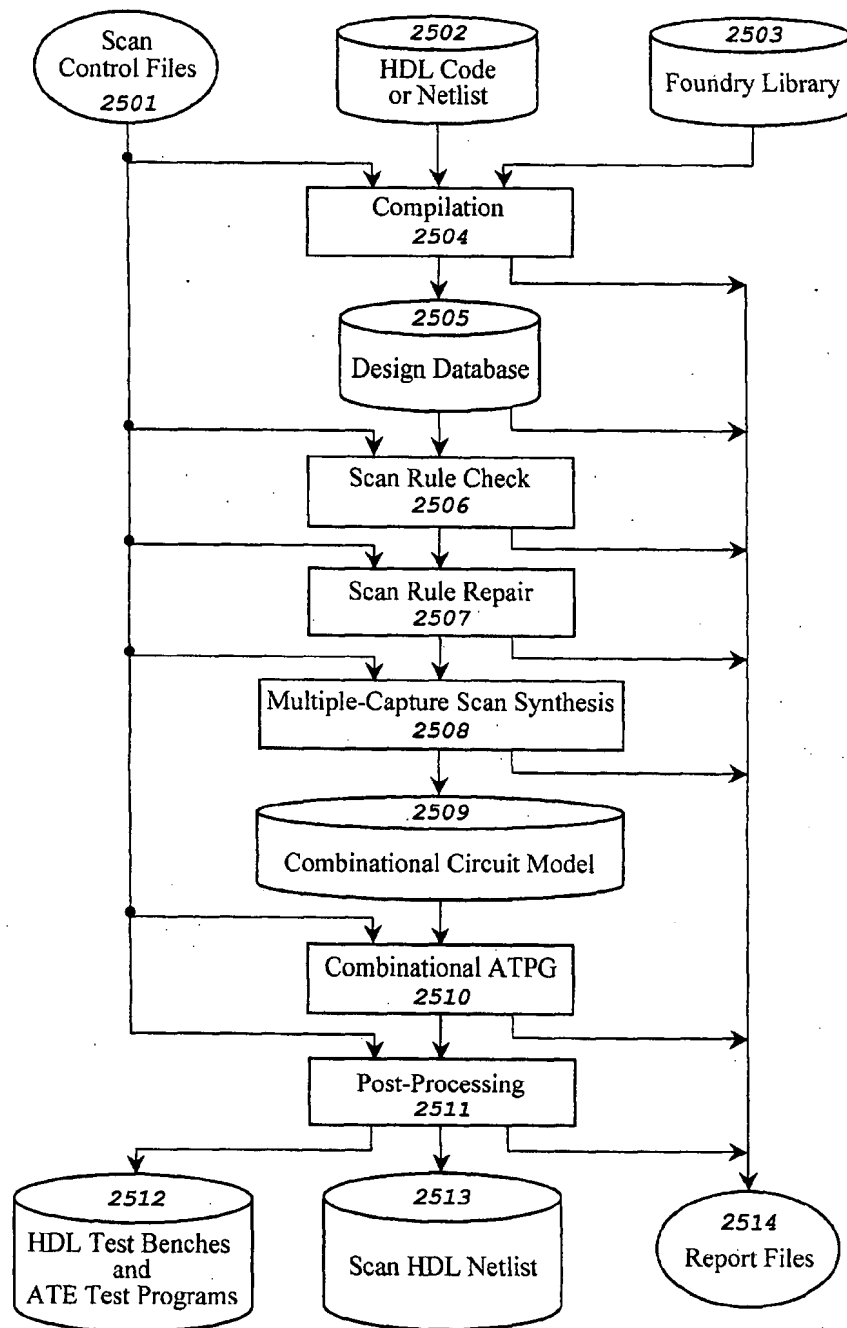 Scan
Control Files
2501
2502
HDL Code
or Netlist
2503
Foundry Library
Compilation
2504
2505
Design Database
Scan Rule Check
2506
Scan Rule Repair
2507
Multiple-Capture Scan Synthesis
2508
2509
Combinational Circuit Model
Combinational ATPG
2510
Post-Processing
2511
2512
HDL Test Benches
and
ATE Test Programs
2513
Scan HDL Netlist
2514
Report Files